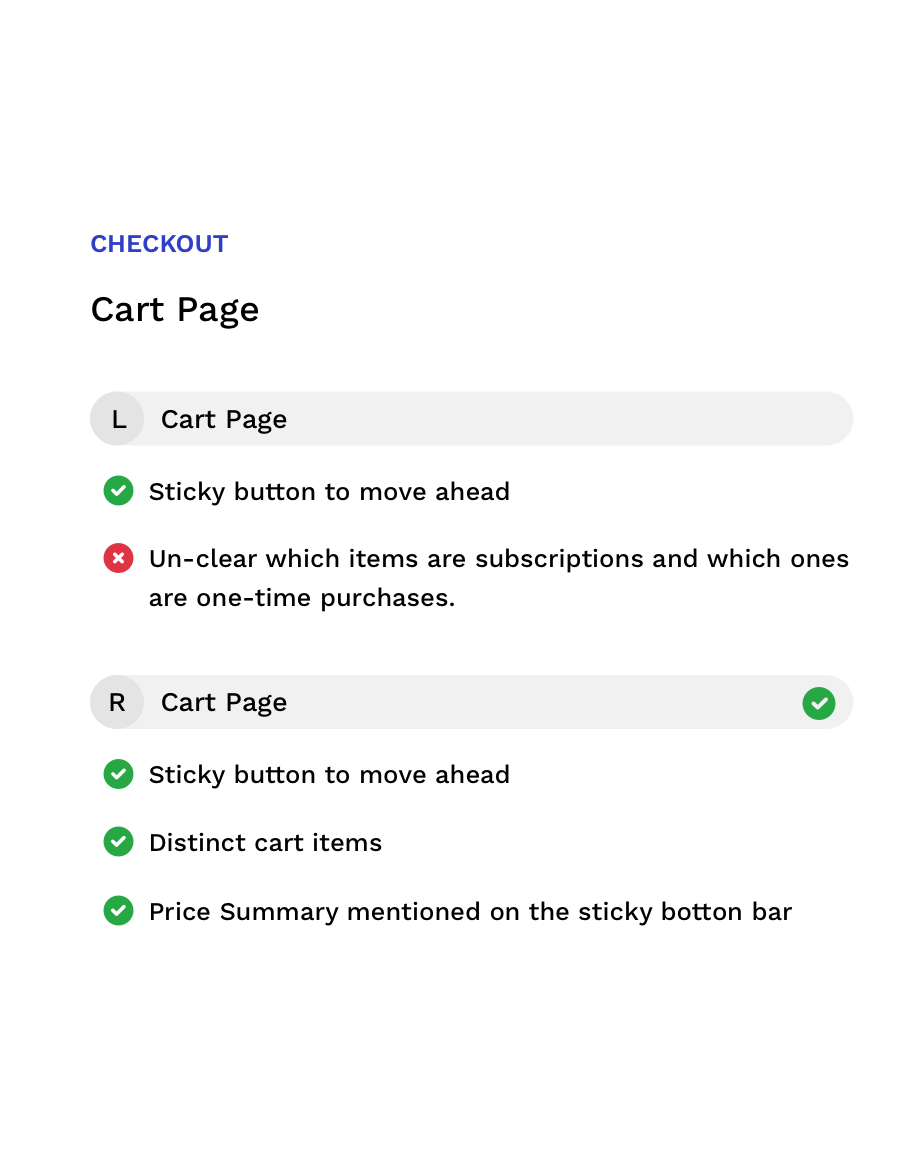 CHECKOUT
Cart Page
L Cart Page
Sticky button to move ahead
Un-clear which items are subscriptions and which ones
are one-time purchases.
R Cart Page
Sticky button to move ahead
Distinct cart items
Price Summary mentioned on the sticky botton bar